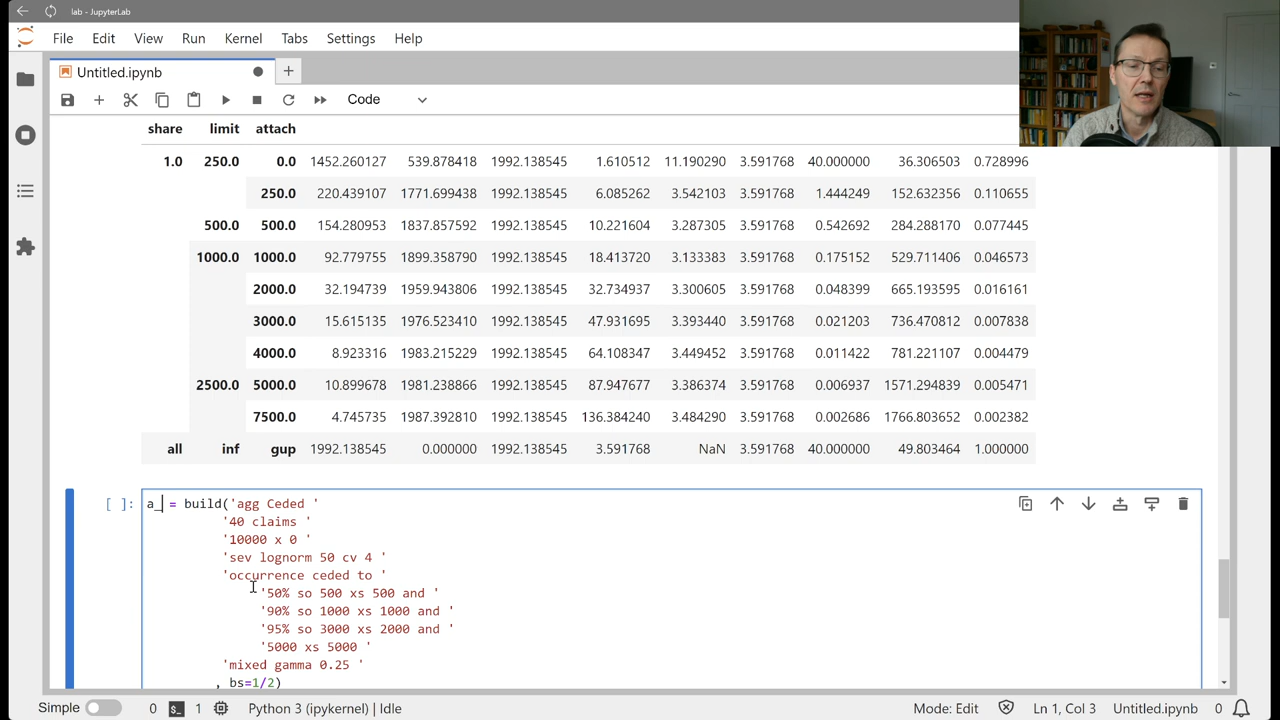 lab - JupyterLab
File Edit View Run Kernel Tabs Settings Help
Untitled.ipynb
Code
share limit attach
1.0 250.0 0.0 1452.260127 539.878418 1992.138545 1.610512 11.190290 3.591768 40.000000 36.306503 0.728996
250.0 220.439107 1771.699438 1992.138545 6.085262 3.542103 3.591768 1.444249 152.632356 0.110655
500.0 500.0 154.280953 1837.857592 1992.138545 10.221604 3.287305 3.591768 0.542692 284.288170 0.077445
1000.0 1000.0 92.779755 1899.358790 1992.138545 18.413720 3.133383 3.591768 0.175152 529.711406 0.046573
2000.0 32.194739 1959.943806 1992.138545 32.734937 3.300605 3.591768 0.048399 665.193595 0.016161
3000.0 15.615135 1976.523410 1992.138545 47.931695 3.393440 3.591768 0.021203 736.470812 0.007838
4000.0 8.923316 1983.215229 1992.138545 64.108347 3.449452 3.591768 0.011422 781.221107 0.004479
2500.0 5000.0 10.899678 1981.238866 1992.138545 87.947677 3.386374 3.591768 0.006937 1571.294839 0.005471
7500.0 4.745735 1987.392810 1992.138545 136.384240 3.484290 3.591768 0.002686 1766.803652 0.002382
all inf gup 1992.138545 0.000000 1992.138545 3.591768 NaN 3.591768 40.000000 49.803464 1.000000
[ ]: a_ = build('agg Ceded '
'40 claims '
'10000 x 0 '
'sev lognorm 50 cv 4 '
'occurrence ceded to '
'50% so 500 xs 500 and '
'90% so 1000 xs 1000 and '
'95% so 3000 xs 2000 and '
'5000 xs 5000 '
'mixed gamma 0.25 '
, bs=1/2)
Simple 0 1 Python 3 (ipykernel) | Idle Mode: Edit Ln 1, Col 3 Untitled.ipynb 0